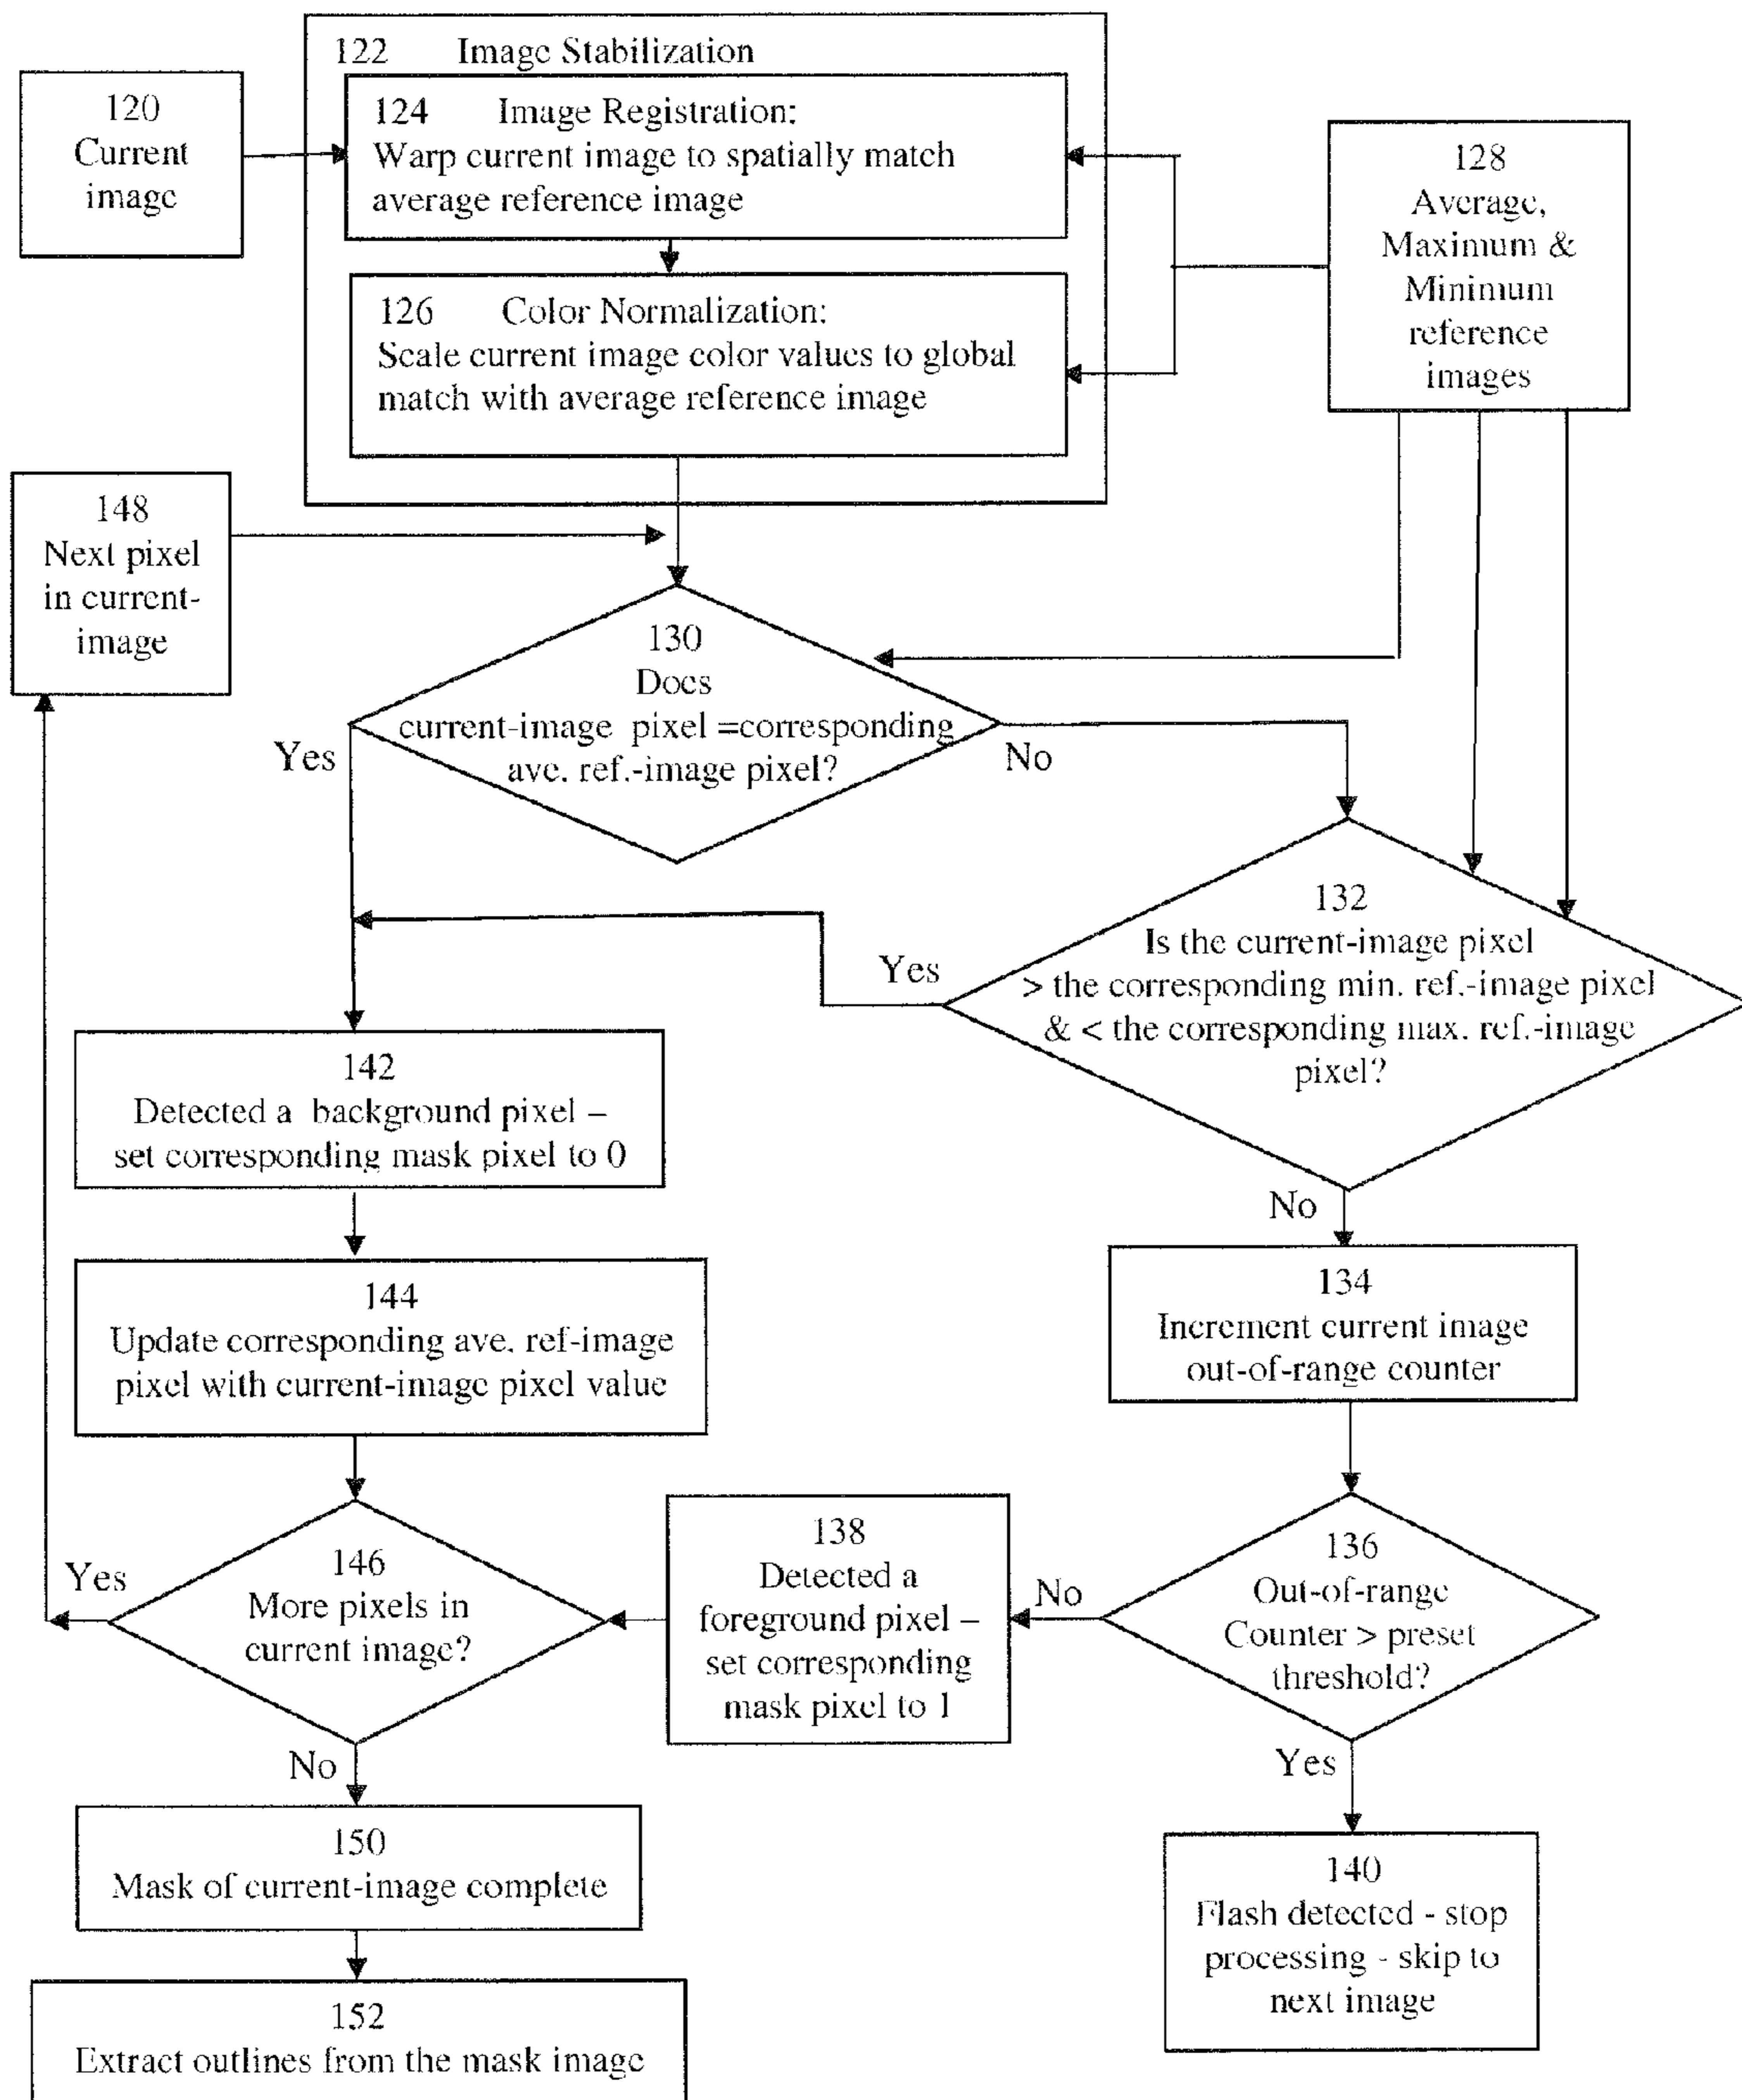 122 Image Stabilization
120
Current
image
124 Image Registration:
Warp current image to spatially match
average reference image
128
Average,
Maximum &
Minimum
reference
images
126 Color Normalization:
Scale current image color values to global
match with average reference image
148
Next pixel
in current-
image
130
Does
current-image pixel =corresponding
ave. ref.-image pixel?
Yes
No
132
Is the current-image pixel
> the corresponding min. ref.-image pixel
& < the corresponding max. ref.-image
pixel?
Yes
No
142
Detected a background pixel –
set corresponding mask pixel to 0
144
Update corresponding ave. ref-image
pixel with current-image pixel value
134
Increment current image
out-of-range counter
146
More pixels in
current image?
Yes
No
138
Detected a
foreground pixel –
set corresponding
mask pixel to 1
No
136
Out-of-range
Counter > preset
threshold?
Yes
150
Mask of current-image complete
140
Flash detected - stop
processing - skip to
next image
152
Extract outlines from the mask image